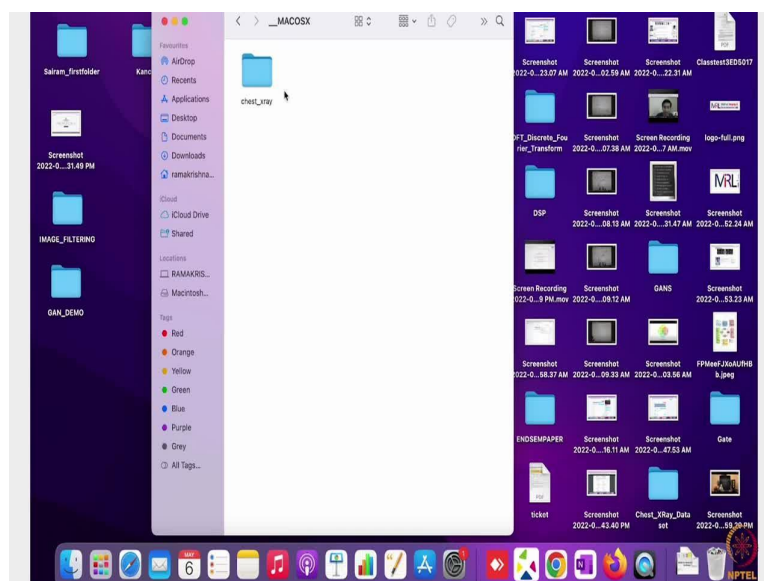 __MACOSX
Favourites
AirDrop
Recents
Applications
Desktop
Documents
Downloads
ramakrishna...
iCloud
iCloud Drive
Shared
Locations
RAMAKRIS...
Macintosh...
Tags
Red
Orange
Yellow
Green
Blue
Purple
Grey
All Tags...
chest_xray
Sairam_firstfolder
Kanc
Screenshot
2022-0....31.49 PM
IMAGE_FILTERING
GAN_DEMO
Screenshot
2022-0...23.07 AM
Screenshot
2022-0...02.59 AM
Screenshot
2022-0....22.31 AM
PDF
Classtest3ED5017
DFT_Discrete_Fou
rier_Transform
Screenshot
2022-0....07.38 AM
Screen Recording
2022-0...7 AM.mov
logo-full.png
DSP
Screenshot
2022-0...08.13 AM
Screenshot
2022-0....31.47 AM
MRL
Screenshot
2022-0...52.24 AM
Screen Recording
2022-0...9 PM.mov
Screenshot
2022-0....09.12 AM
GANS
Screenshot
2022-0...53.23 AM
Screenshot
2022-0...58.37 AM
Screenshot
2022-0...09.33 AM
Screenshot
2022-0...03.56 AM
FPMeeFJXoAUfHB
b.jpeg
ENDSEMPAPER
Screenshot
2022-0...16.11 AM
Screenshot
2022-0...47.53 AM
Gate
PDF
ticket
Screenshot
2022-0...43.40 PM
Chest_XRay_Data
set
Screenshot
2022-0...59.20 PM
MAY
6
NPTEL